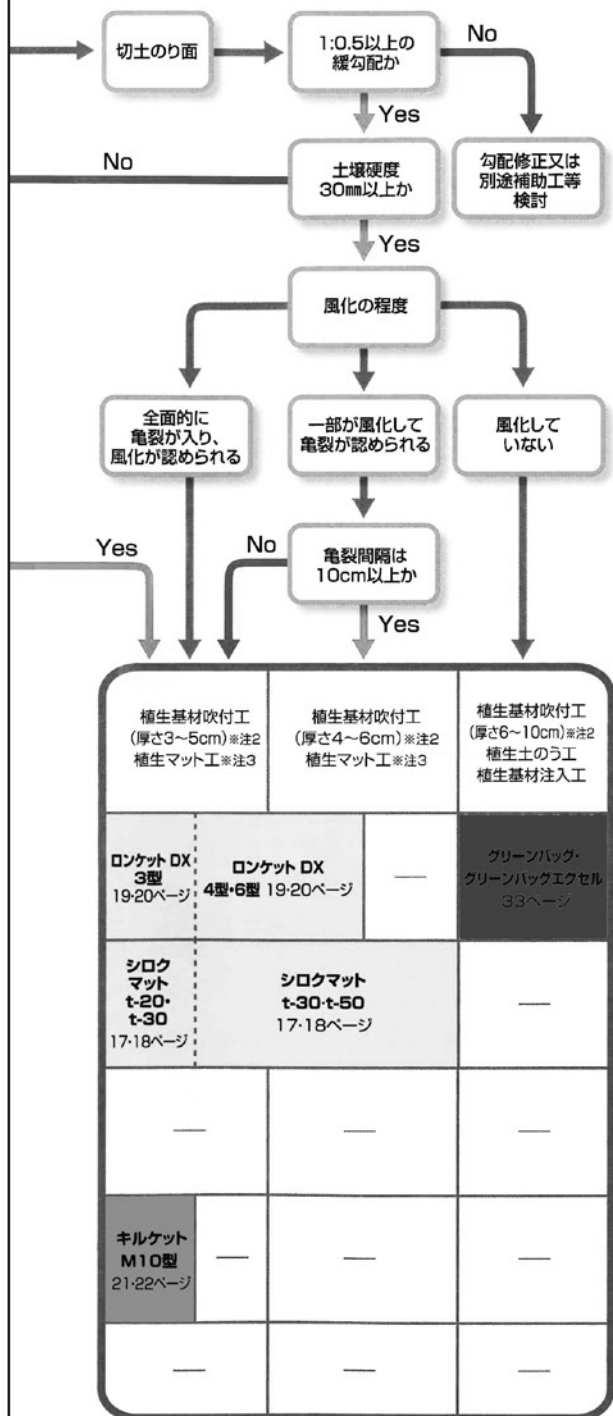 切土のり面
1:0.5以上の
緩勾配か
No
Yes
No
土壌硬度
30㎜以上か
勾配修正又は
別途補助工等
検討
Yes
風化の程度
全面的に
亀裂が入り、
風化が認められる
一部が風化して
亀裂が認められる
風化して
いない
Yes
No
亀裂間隔は
10cm以上か
Yes
植生基材吹付工
(厚さ3~5cm)※注2
植生マット工※注3
植生基材吹付工
(厚さ4~6cm)※注2
植生マット工※注3
植生基材吹付工
(厚さ6~10cm)※注2
植生土のう工
植生基材注入工
ロンケット DX
3型
19・20ページ
ロンケット DX
4型・6型 19・20ページ
—
グリーンバッグ・
グリーンバッグエクセル
33ページ
シロク
マット
t-20・
t-30
17・18ページ
シロクマット
t-30・t-50
17・18ページ
—
—
—
—
キルケット
M10型
21・22ページ
—
—
—
—
—
—